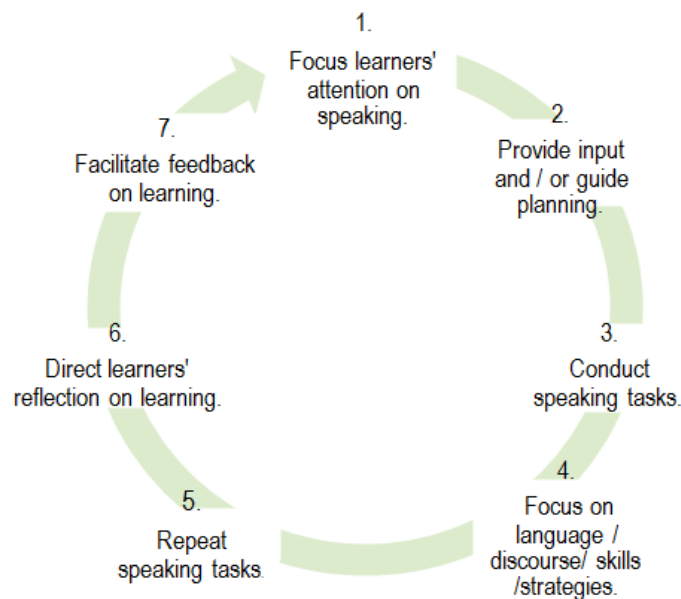 1.
Focus learners'
attention on
speaking.
2.
Provide input
and / or guide
planning.
3.
Conduct
speaking tasks.
4.
Focus on
language /
discourse/ skills
/strategies.
5.
Repeat
speaking tasks.
6.
Direct learners'
reflection on learning.
7.
Facilitate feedback
on learning.